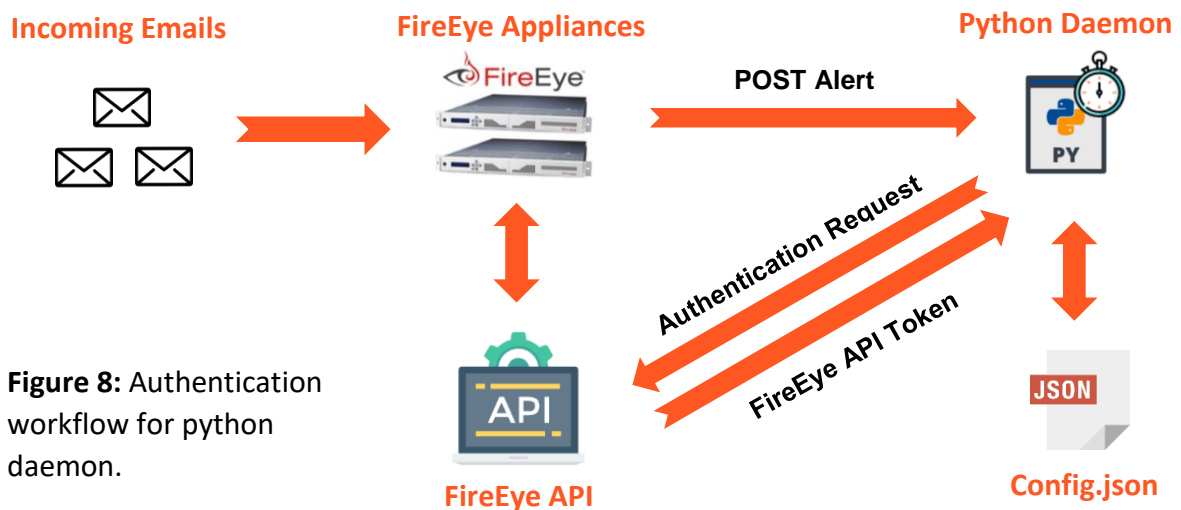 Incoming Emails
FireEye Appliances
Python Daemon
FireEye
POST Alert
PY
Authentication Request
FireEye API Token
Figure 8: Authentication
workflow for python
daemon.
API
JSON
FireEye API
Config.json